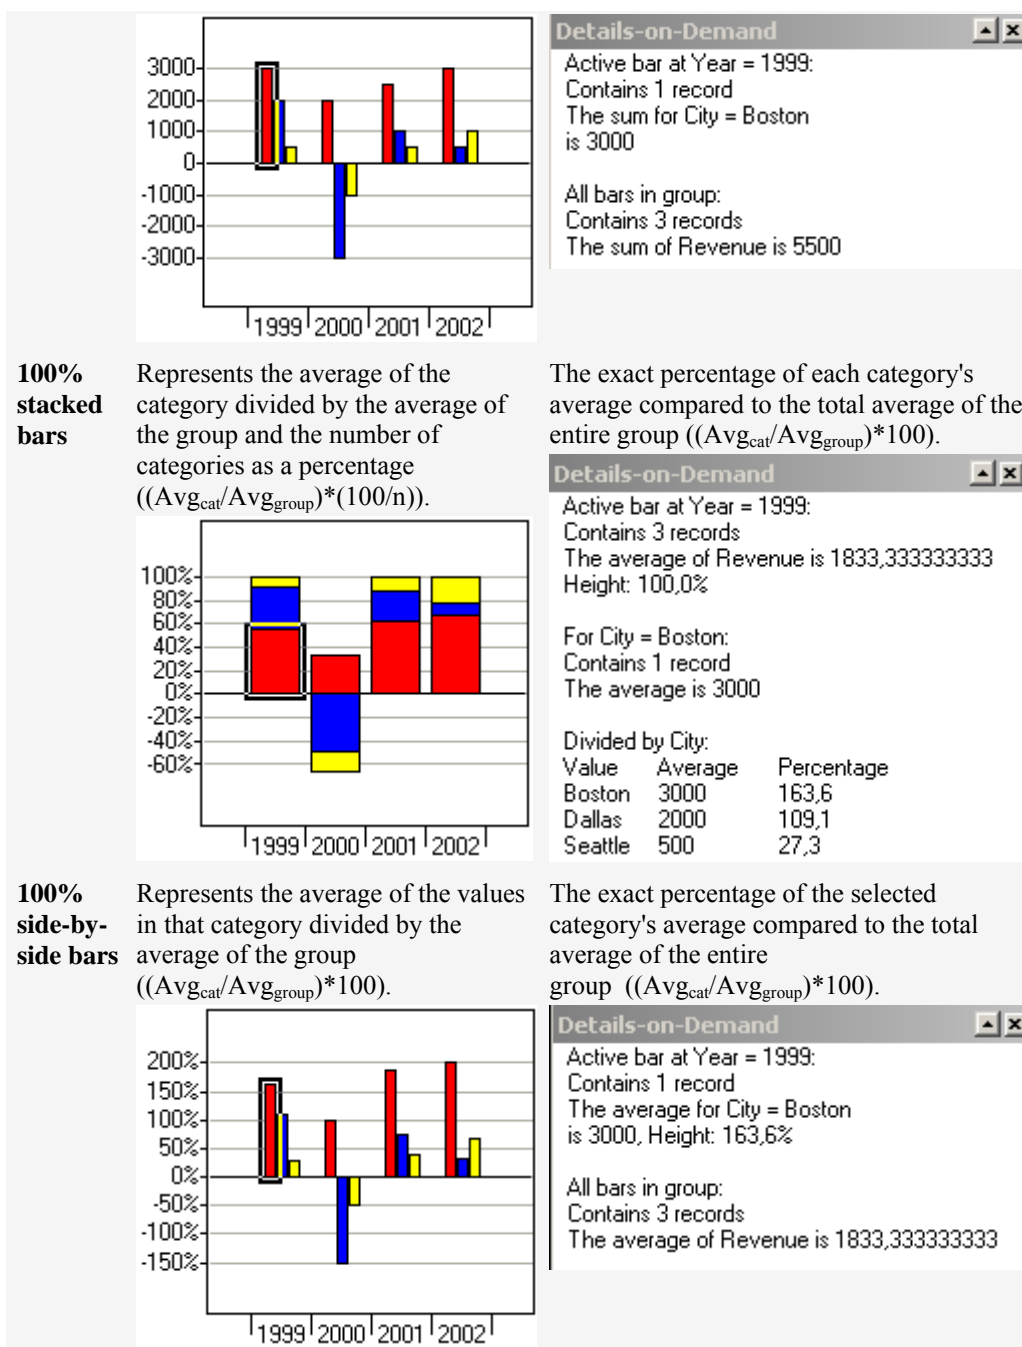 3000
2000
1000
0
-1000
-2000
-3000
1999 2000 2001 2002
Details-on-Demand
Active bar at Year = 1999:
Contains 1 record
The sum for City = Boston
is 3000
All bars in group:
Contains 3 records
The sum of Revenue is 5500
100%
stacked
bars
Represents the average of the
category divided by the average of
the group and the number of
categories as a percentage
((Avgcat/Avggroup)*(100/n)).
100%
80%
60%
40%
20%
0%
-20%
-40%
-60%
1999 2000 2001 2002
The exact percentage of each category's
average compared to the total average of the
entire group ((Avgcat/Avggroup)*100).
Details-on-Demand
Active bar at Year = 1999:
Contains 3 records
The average of Revenue is 1833,333333333
Height: 100,0%
For City = Boston:
Contains 1 record
The average is 3000
Divided by City:
Value Average Percentage
Boston 3000 163,6
Dallas 2000 109,1
Seattle 500 27,3
100%
side-by-
side bars
Represents the average of the values
in that category divided by the
average of the group
((Avgcat/Avggroup)*100).
200%
150%
100%
50%
0%
-50%
-100%
-150%
1999 2000 2001 2002
The exact percentage of the selected
category's average compared to the total
average of the entire
group ((Avgcat/Avggroup)*100).
Details-on-Demand
Active bar at Year = 1999:
Contains 1 record
The average for City = Boston
is 3000, Height: 163,6%
All bars in group:
Contains 3 records
The average of Revenue is 1833,333333333